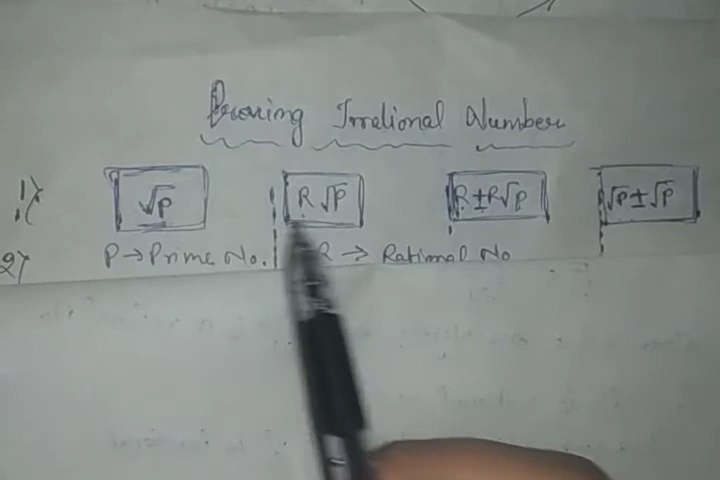 Proving Irrational Number
1) √P R√P R±R√P √P±√P
2) P→Prime No. R → Rational No